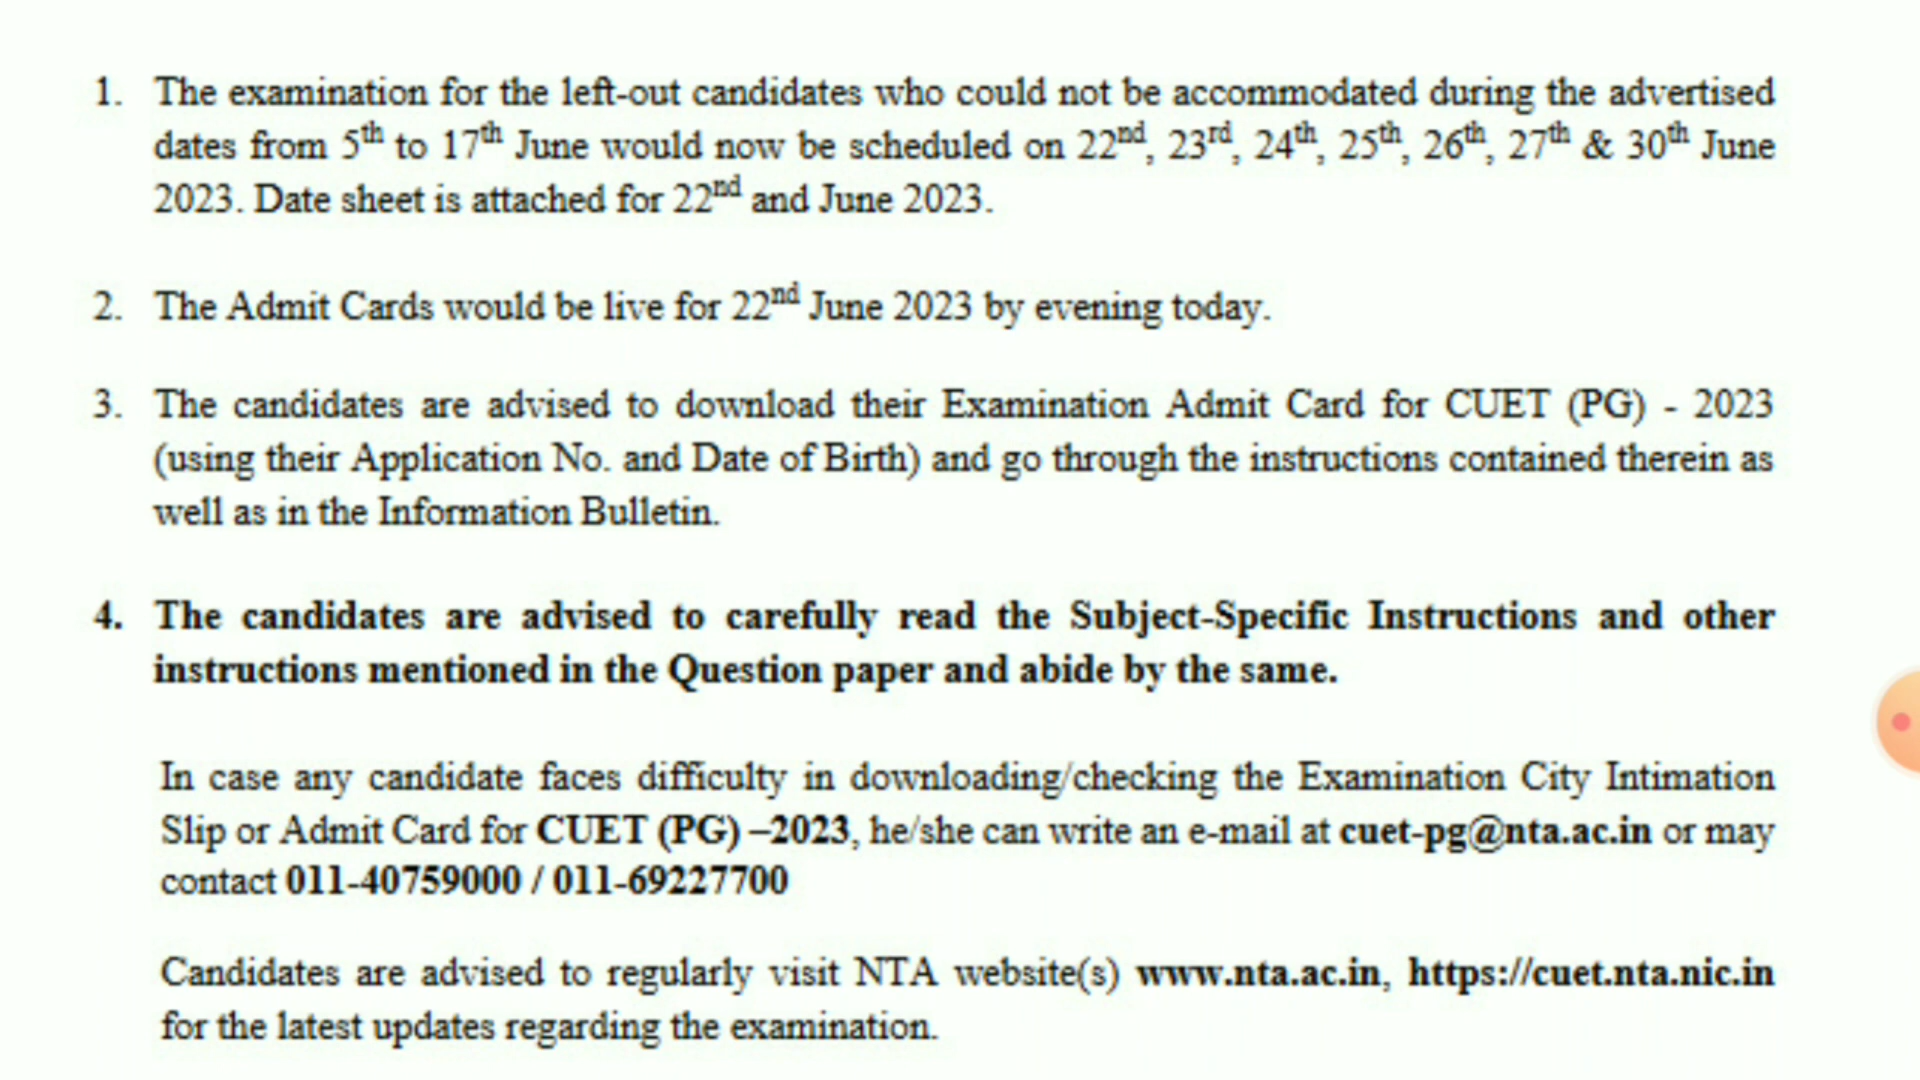 1. The examination for the left-out candidates who could not be accommodated during the advertised
dates from 5th to 17th June would now be scheduled on 22nd, 23rd, 24th, 25th, 26th, 27th & 30th June
2023. Date sheet is attached for 22nd and June 2023.
2. The Admit Cards would be live for 22nd June 2023 by evening today.
3. The candidates are advised to download their Examination Admit Card for CUET (PG) - 2023
(using their Application No. and Date of Birth) and go through the instructions contained therein as
well as in the Information Bulletin.
4. The candidates are advised to carefully read the Subject-Specific Instructions and other
instructions mentioned in the Question paper and abide by the same.
In case any candidate faces difficulty in downloading/checking the Examination City Intimation
Slip or Admit Card for CUET (PG) –2023, he/she can write an e-mail at cuet-pg@nta.ac.in or may
contact 011-40759000 / 011-69227700
Candidates are advised to regularly visit NTA website(s) www.nta.ac.in, https://cuet.nta.nic.in
for the latest updates regarding the examination.